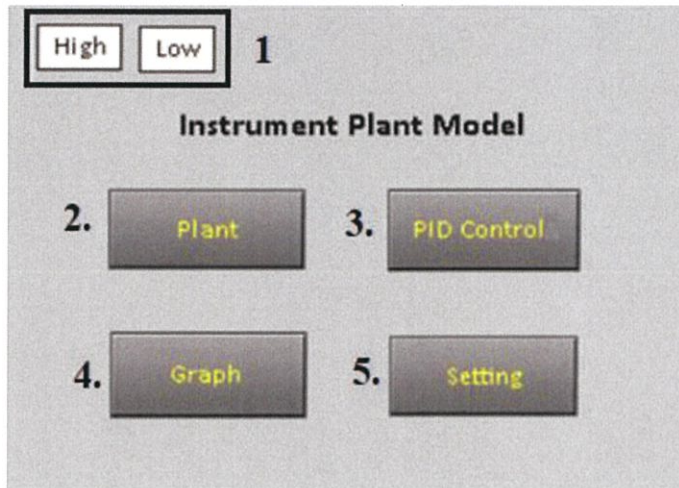 High Low 1
Instrument Plant Model
2. Plant 3. PID Control
4. Graph 5. Setting